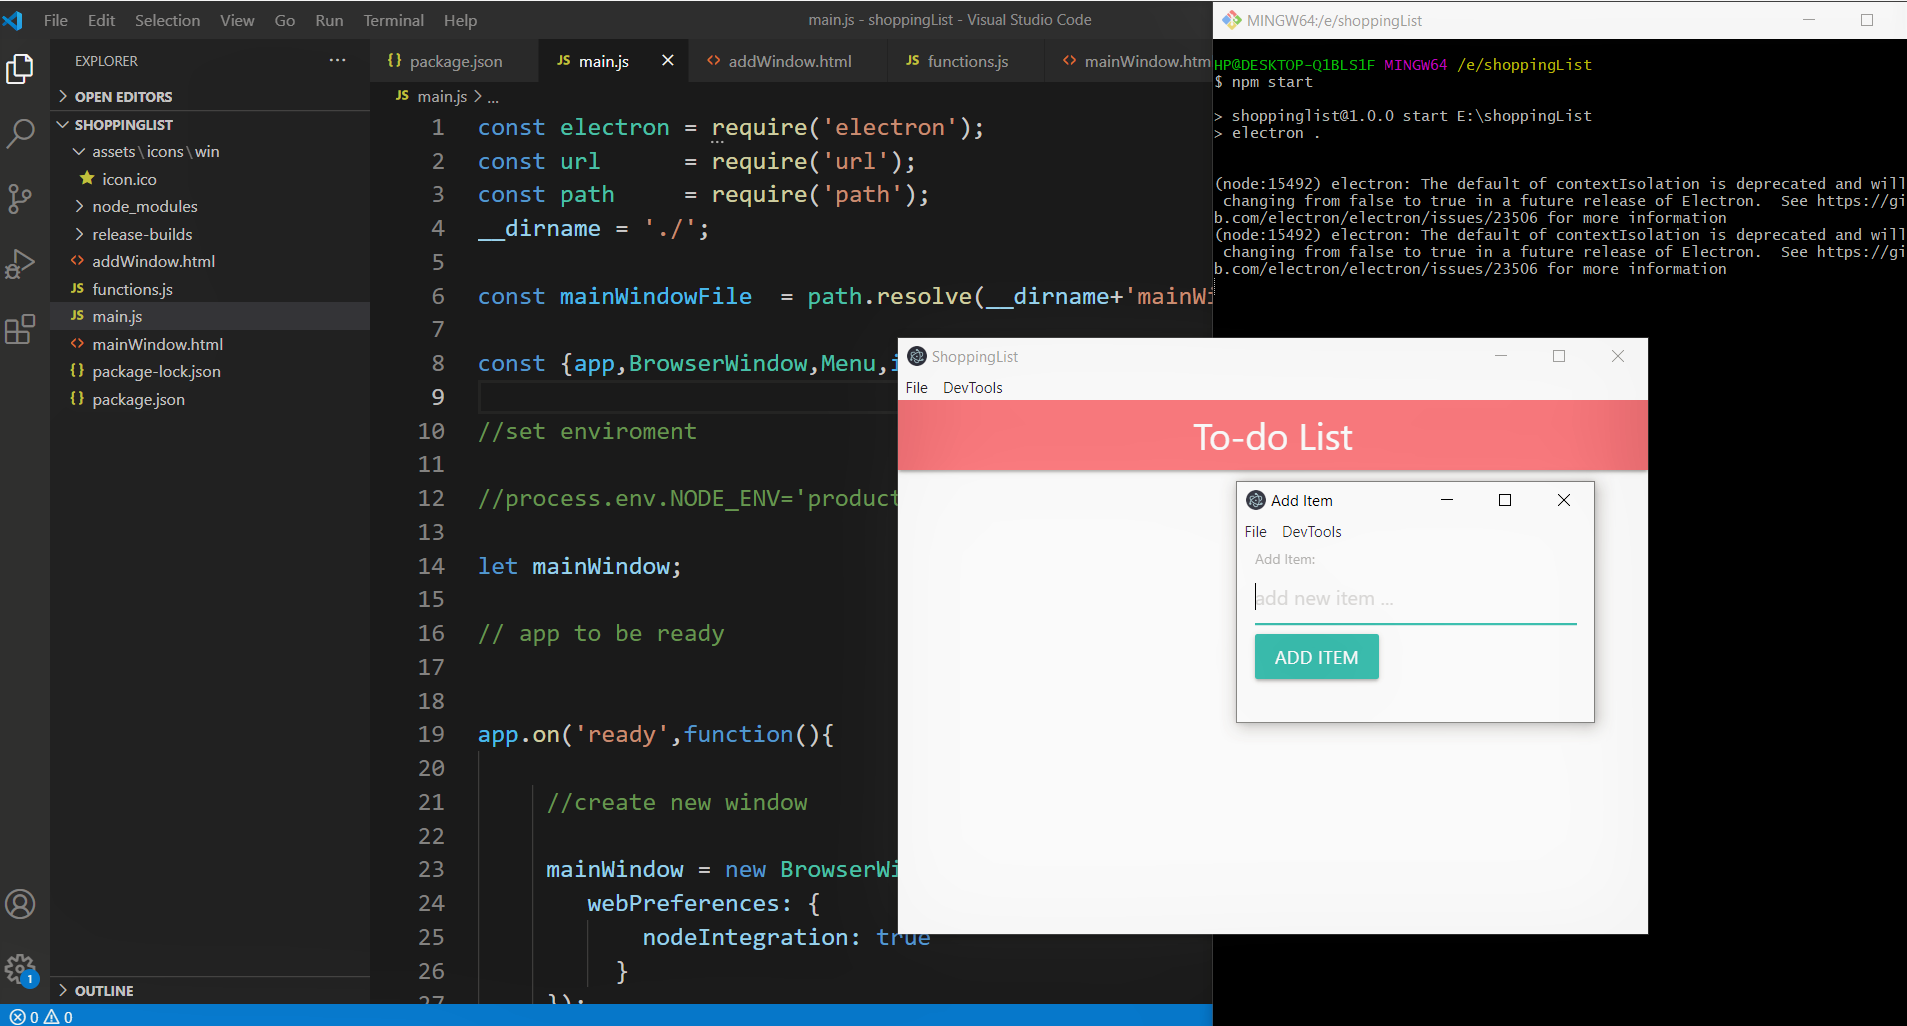 File Edit Selection View Go Run Terminal Help
main.js - shoppingList - Visual Studio Code
EXPLORER
OPEN EDITORS
SHOPPINGLIST
assets\icons\win
icon.ico
node_modules
release-builds
addWindow.html
functions.js
main.js
mainWindow.html
package-lock.json
package.json
OUTLINE
1
0 0
package.json main.js addWindow.html functions.js mainWindow.htm
main.js > ...
1 const electron = require('electron');
2 const url = require('url');
3 const path = require('path');
4 __dirname = './';
5
6 const mainWindowFile = path.resolve(__dirname+'mainWi
7
8 const {app,BrowserWindow,Menu,i
9
10 //set enviroment
11
12 //process.env.NODE_ENV='product
13
14 let mainWindow;
15
16 // app to be ready
17
18
19 app.on('ready',function(){
20
21 //create new window
22
23 mainWindow = new BrowserWi
24 webPreferences: {
25 nodeIntegration: true
26 }
27 });
MINGW64:/e/shoppingList
HP@DESKTOP-Q1BLS1F MINGW64 /e/shoppingList
$ npm start
> shoppinglist@1.0.0 start E:\shoppingList
> electron .
(node:15492) electron: The default of contextIsolation is deprecated and will
changing from false to true in a future release of Electron. See https://gi
b.com/electron/electron/issues/23506 for more information
(node:15492) electron: The default of contextIsolation is deprecated and will
changing from false to true in a future release of Electron. See https://gi
b.com/electron/electron/issues/23506 for more information
ShoppingList
File DevTools
To-do List
Add Item
File DevTools
Add Item:
add new item ...
ADD ITEM